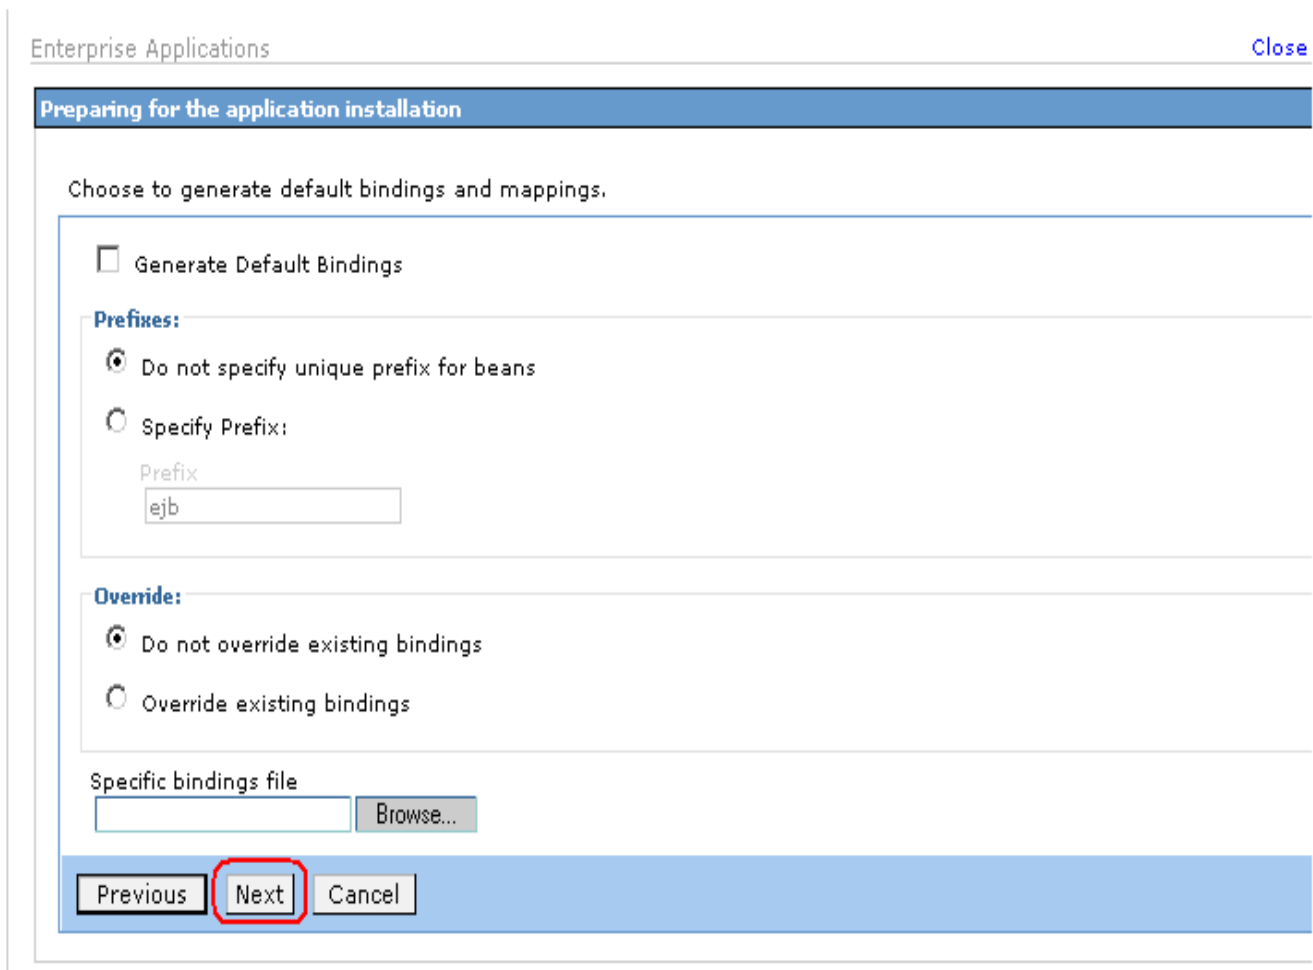 Enterprise Applications
Close
Preparing for the application installation
Choose to generate default bindings and mappings.
Generate Default Bindings
Prefixes:
Do not specify unique prefix for beans
Specify Prefix:
Prefix
ejb
Override:
Do not override existing bindings
Override existing bindings
Specific bindings file
Browse...
Previous Next Cancel